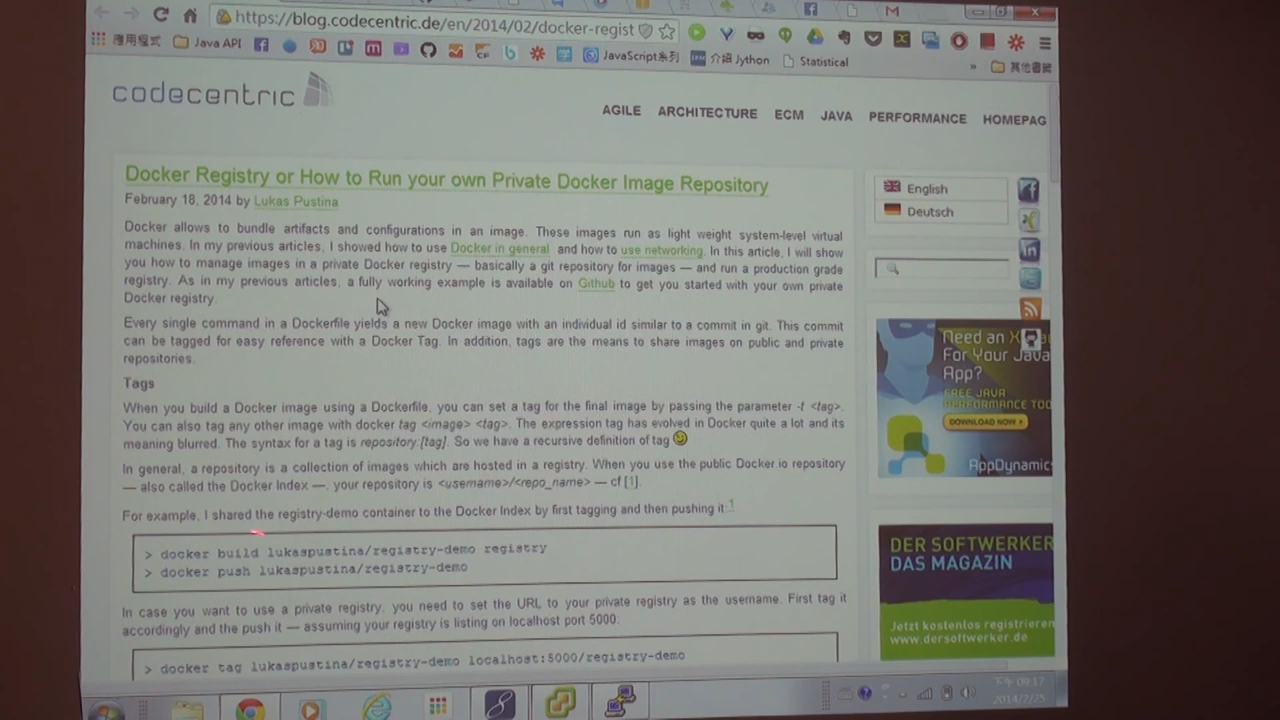 https://blog.codecentric.de/en/2014/02/docker-regist
應用程式 Java API JavaScript系列 介紹 Jython Statistical
» 其他書籤
codecentric
AGILE ARCHITECTURE ECM JAVA PERFORMANCE HOMEPAG
Docker Registry or How to Run your own Private Docker Image Repository
February 18, 2014 by Lukas Pustina
Docker allows to bundle artifacts and configurations in an image. These images run as light weight system-level virtual
machines. In my previous articles, I showed how to use Docker in general and how to use networking. In this article, I will show
you how to manage images in a private Docker registry — basically a git repository for images — and run a production grade
registry. As in my previous articles, a fully working example is available on Github to get you started with your own private
Docker registry.
Every single command in a Dockerfile yields a new Docker image with an individual id similar to a commit in git. This commit
can be tagged for easy reference with a Docker Tag. In addition, tags are the means to share images on public and private
repositories.
Tags
When you build a Docker image using a Dockerfile, you can set a tag for the final image by passing the parameter -t <tag>.
You can also tag any other image with docker tag <image> <tag>. The expression tag has evolved in Docker quite a lot and its
meaning blurred. The syntax for a tag is repository:[tag]. So we have a recursive definition of tag
In general, a repository is a collection of images which are hosted in a registry. When you use the public Docker.io repository
— also called the Docker Index —, your repository is <username>/<repo_name> — cf [1].
For example, I shared the registry-demo container to the Docker Index by first tagging and then pushing it 1
> docker build lukaspustina/registry-demo registry
> docker push lukaspustina/registry-demo
In case you want to use a private registry, you need to set the URL to your private registry as the username. First tag it
accordingly and the push it — assuming your registry is listing on localhost port 5000:
> docker tag lukaspustina/registry-demo localhost:5000/registry-demo
English
Deutsch
Need an X
For Your Java
App?
FREE JAVA
PERFORMANCE TOO
DOWNLOAD NOW
AppDynamics
DER SOFTWERKER
DAS MAGAZIN
Jetzt kostenlos registrieren
www.dersoftwerker.de
下午 09:17
2014/2/25